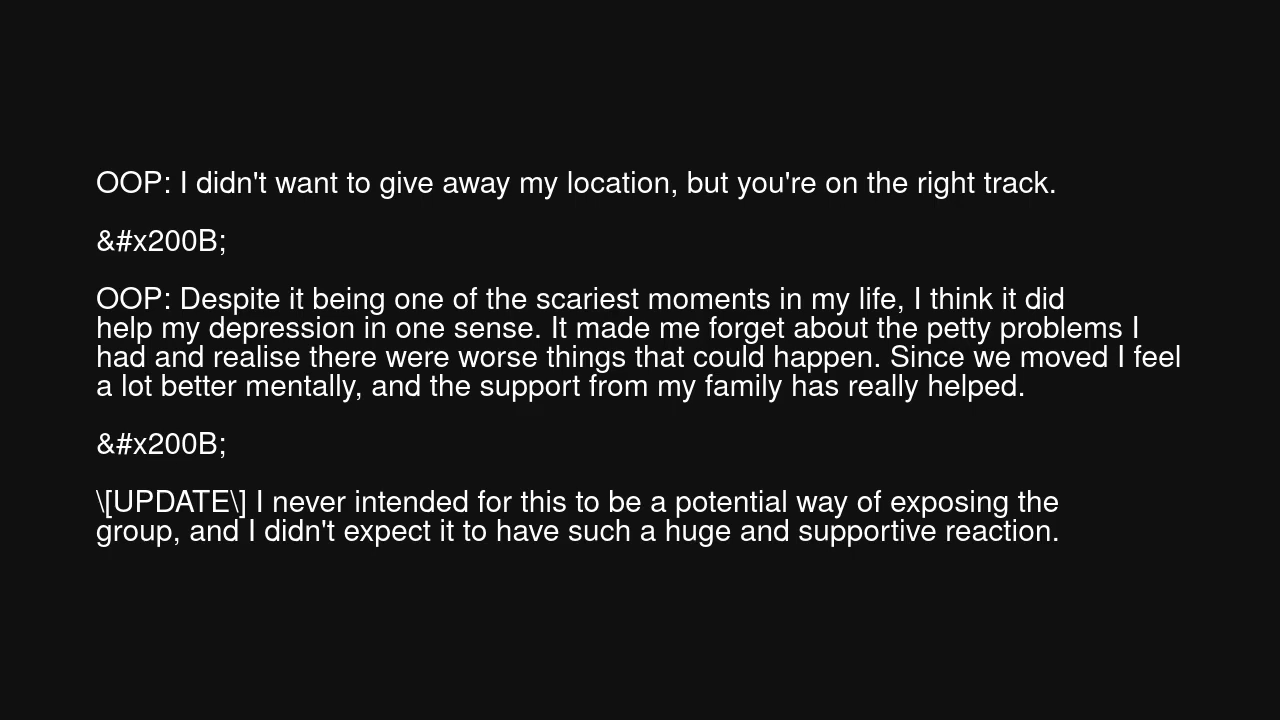 OOP: I didn't want to give away my location, but you're on the right track.
&#x200B;
OOP: Despite it being one of the scariest moments in my life, I think it did
help my depression in one sense. It made me forget about the petty problems I
had and realise there were worse things that could happen. Since we moved I feel
a lot better mentally, and the support from my family has really helped.
&#x200B;
\[UPDATE\] I never intended for this to be a potential way of exposing the
group, and I didn't expect it to have such a huge and supportive reaction.